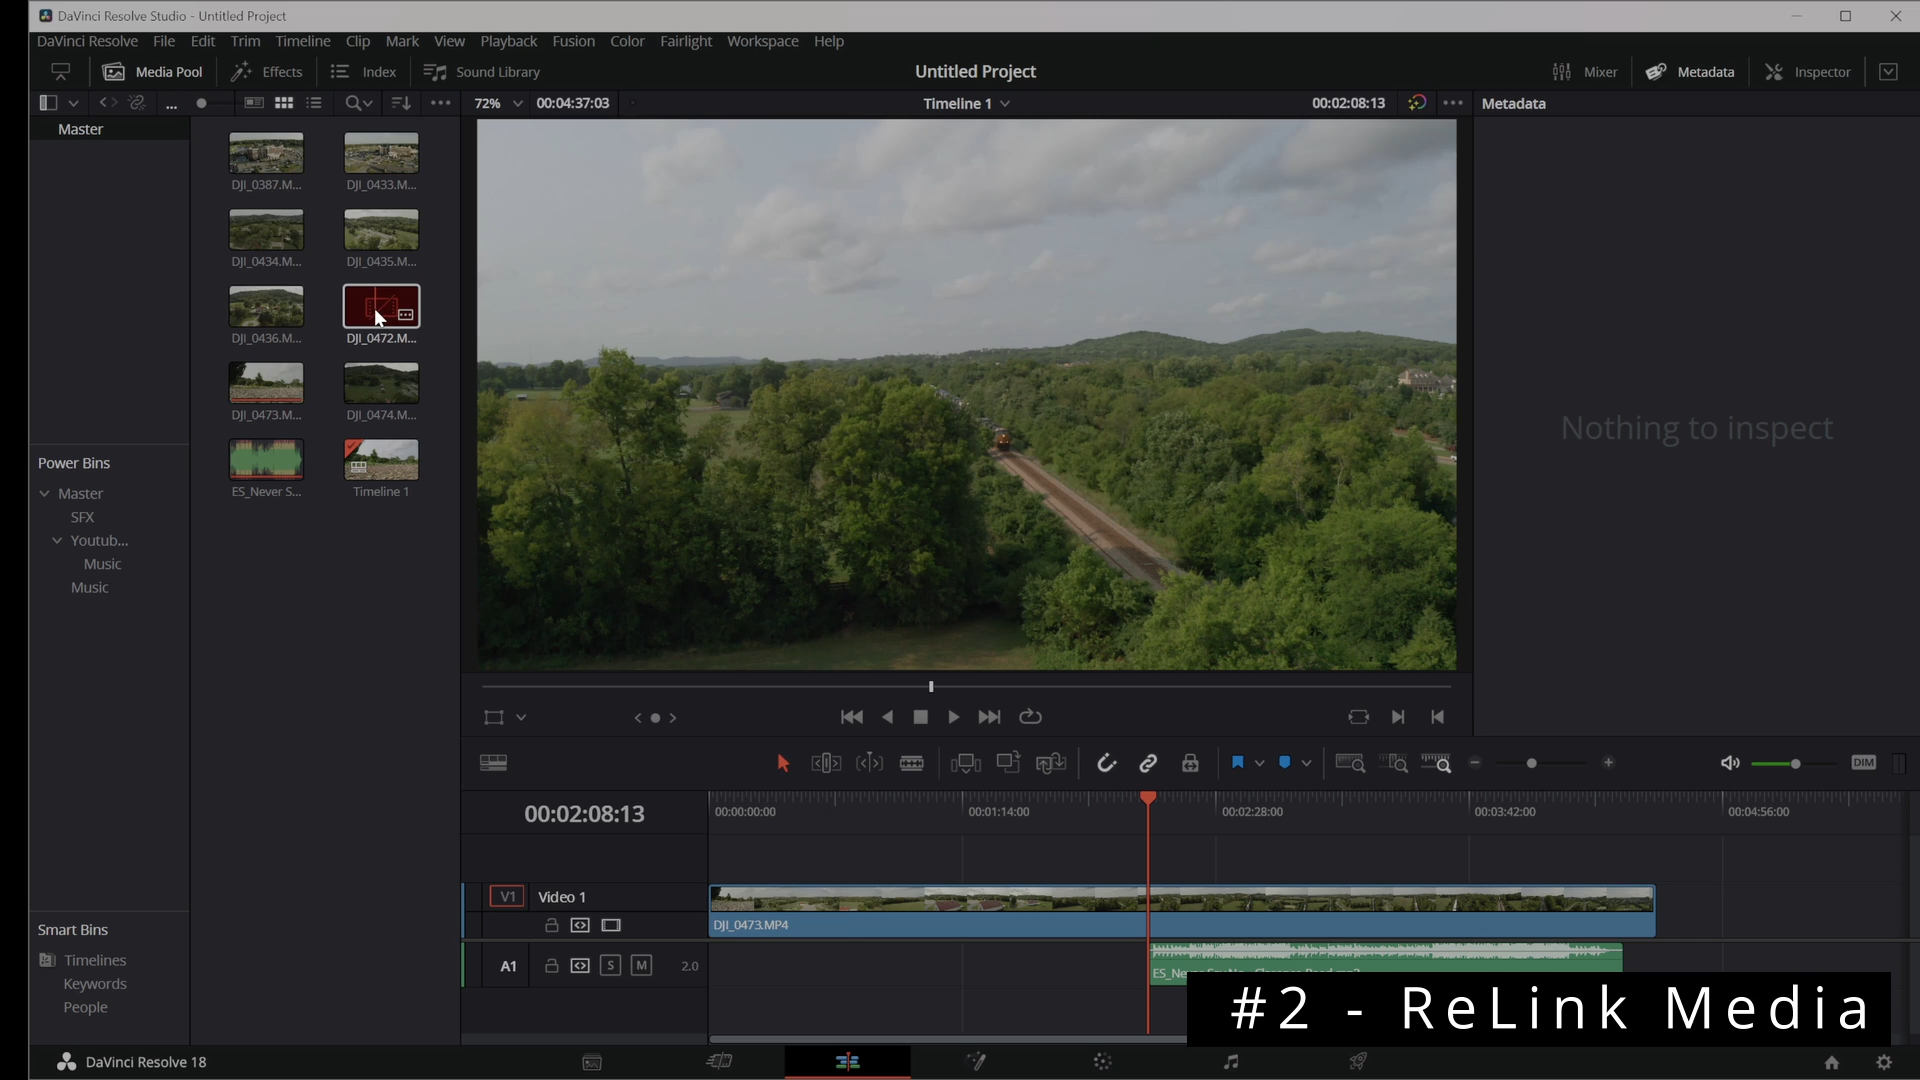 DaVinci Resolve Studio - Untitled Project
DaVinci Resolve File Edit Trim Timeline Clip Mark View Playback Fusion Color Fairlight Workspace Help
Media Pool Effects Index Sound Library Untitled Project Mixer Metadata Inspector
... 72% 00:04:37:03 Timeline 1 00:02:08:13 Metadata
Master
DJI_0387.M... DJI_0433.M...
DJI_0434.M... DJI_0435.M...
DJI_0436.M... DJI_0472.M...
DJI_0473.M... DJI_0474.M...
ES_Never S... Timeline 1
Nothing to inspect
Power Bins
Master
SFX
Youtub...
Music
Music
Smart Bins
Timelines
Keywords
People
DIM
00:02:08:13 00:00:00:00 00:01:14:00 00:02:28:00 00:03:42:00 00:04:56:00
V1 Video 1
DJI_0473.MP4
A1 S M 2.0
#2 - ReLink Media
DaVinci Resolve 18